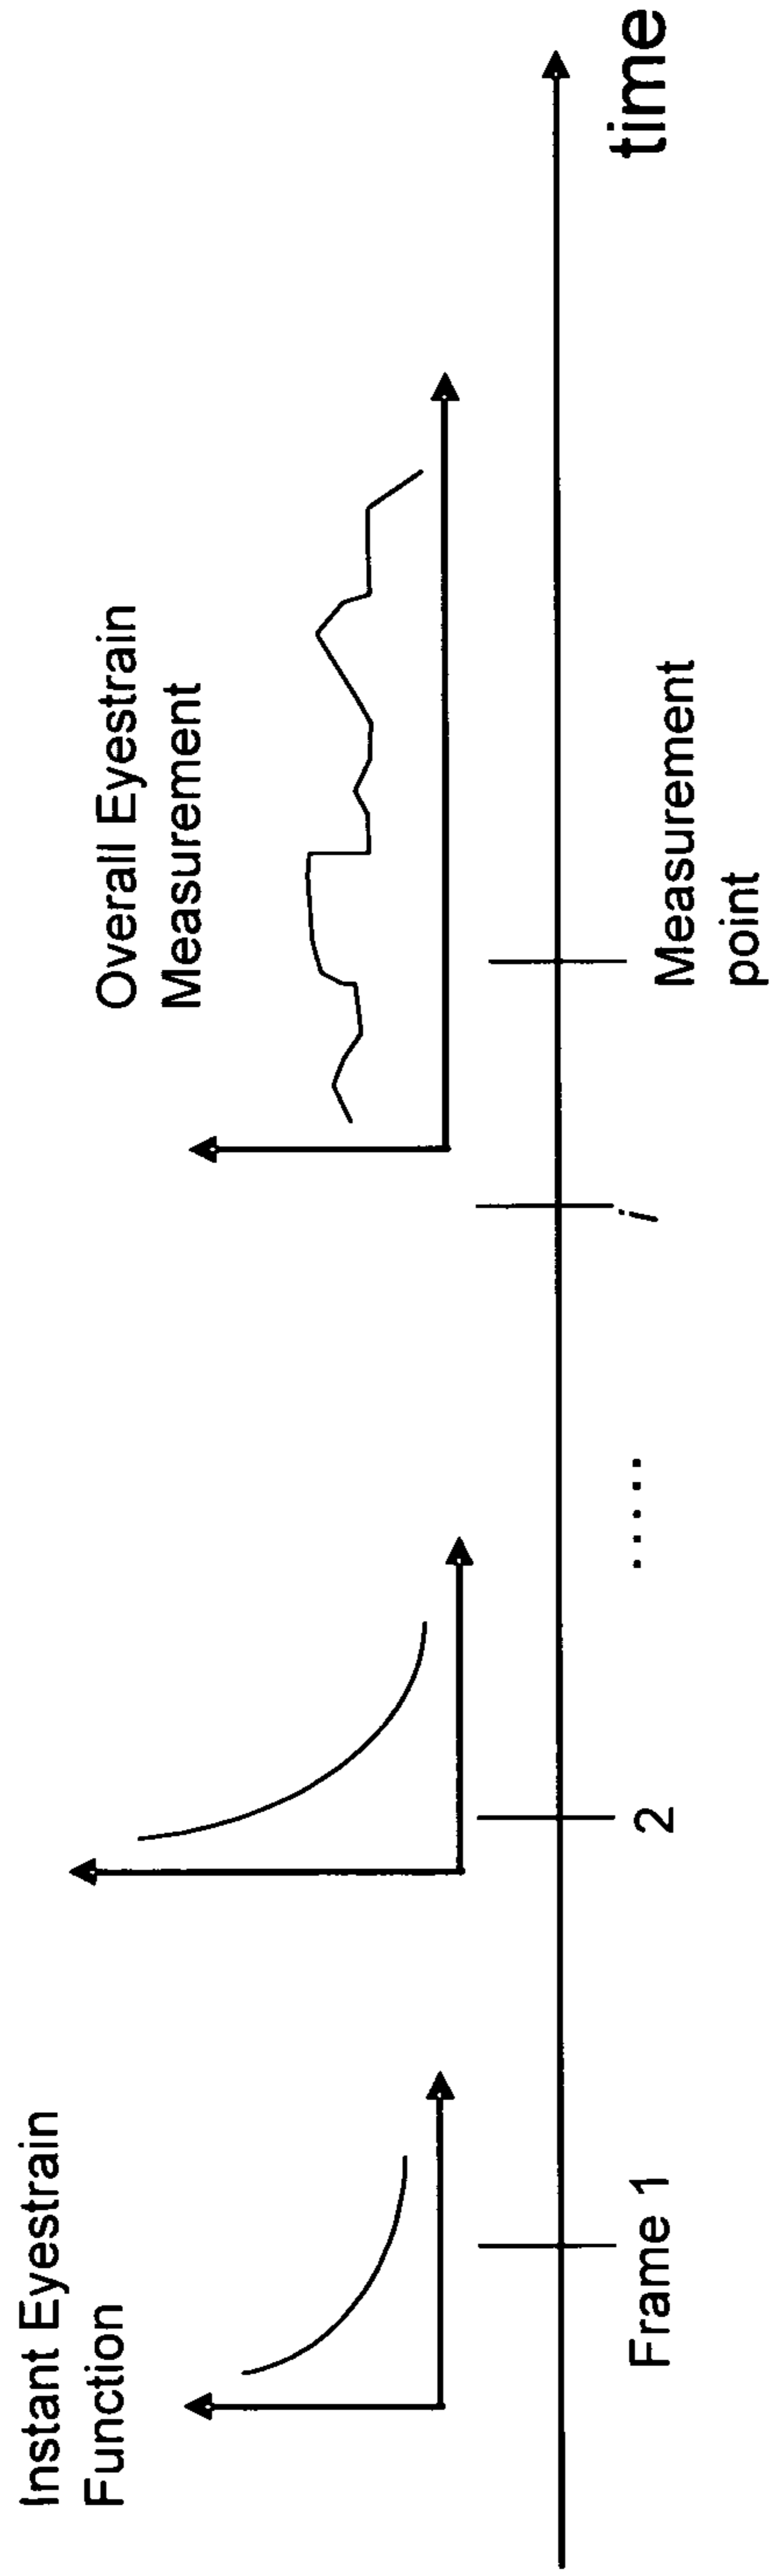 Instant Eyestrain
Function
Overall Eyestrain
Measurement
Frame 1
2
.....
i
Measurement
point
time